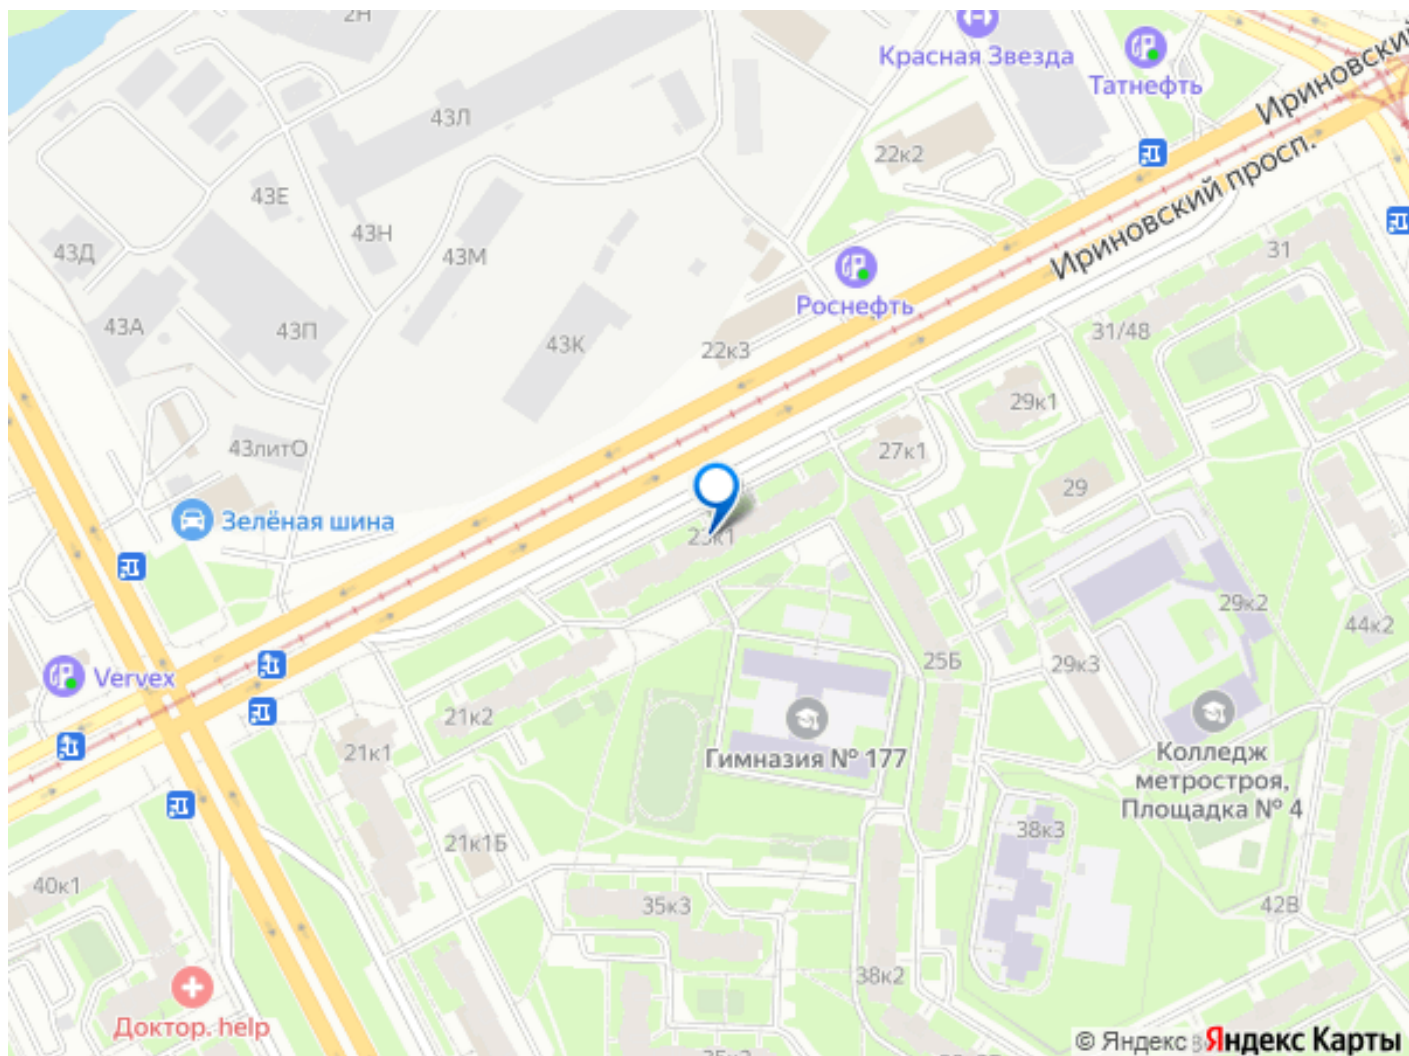 2Н
Красная Звезда
Татнефть
Ириновский
43Л
22к2
Ириновский просп.
43Е
43Н
43М
43Д
31
Роснефть
43А
43П
43К
22к3
31/48
29к1
43литО
27к1
29
Зелёная шина
23к1
29к2
44к2
25Б
29к3
Vervex
21к2
21к1
Гимназия № 177
Колледж
метростроя,
Площадка № 4
38к3
21к1Б
40к1
35к3
42В
38к2
Доктор. help
© Яндекс
Яндекс Карты